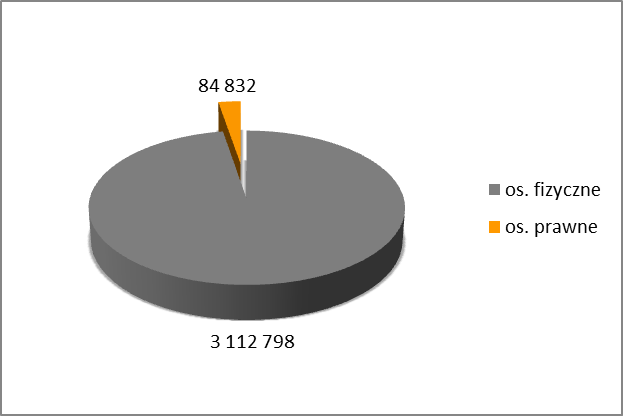 84 832
os. fizyczne
os. prawne
3 112 798